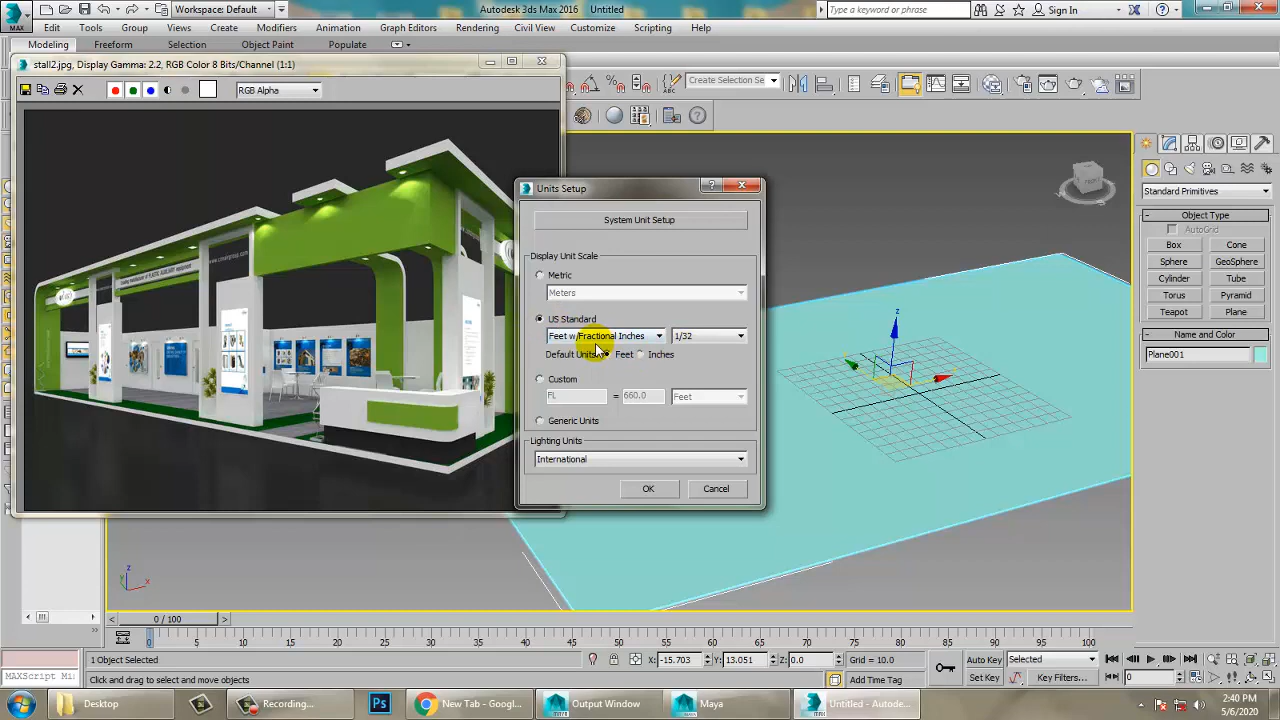 Workspace: Default
Autodesk 3ds Max 2016 Untitled
Type a keyword or phrase
Sign In
MAX
Edit Tools Group Views Create Modifiers Animation Graph Editors Rendering Civil View Customize Scripting Help
Modeling Freeform Selection Object Paint Populate
stall2.jpg, Display Gamma: 2.2, RGB Color 8 Bits/Channel (1:1)
Create Selection Se
RGB Alpha
Units Setup
System Unit Setup
Display Unit Scale
Metric
Meters
US Standard
Feet w/Fractional Inches 1/32
Default Units: Feet Inches
Custom
FL = 660.0 Feet
Generic Units
Lighting Units
International
OK Cancel
Standard Primitives
- Object Type
AutoGrid
Box Cone
Sphere GeoSphere
Cylinder Tube
Torus Pyramid
Teapot Plane
- Name and Color
Plane001
z
z
y x
< 0 / 100 >
0 5 10 15 20 25 30 35 40 45 50 55 60 65 70 75 80 85 90 95 100
1 Object Selected
X: -15.703 Y: 13.051 Z: 0.0 Grid = 10.0
Auto Key Selected
MAXScript Mi
Click and drag to select and move objects
Add Time Tag
Set Key Key Filters...
0
Desktop
Recording...
Ps
New Tab - Googl...
Output Window
Maya
Untitled - Autode...
2:40 PM
5/6/2020